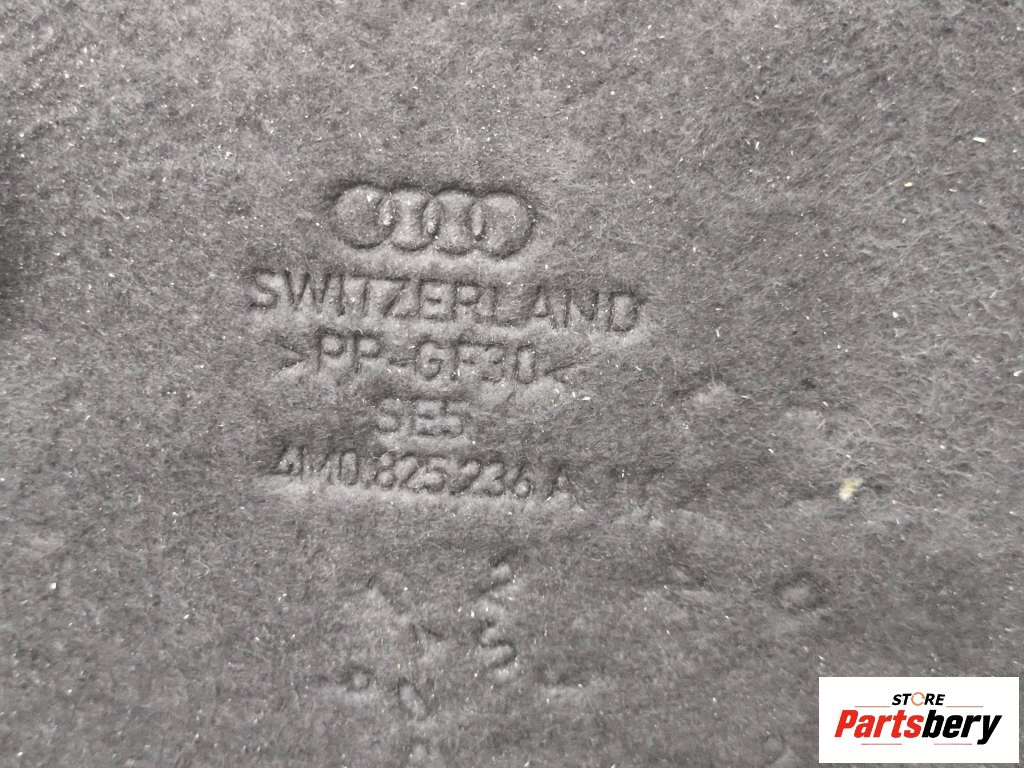 SWITZERLAND
>PP-GF30<
SE5
4M0.825.236 A
STORE
Partsbery